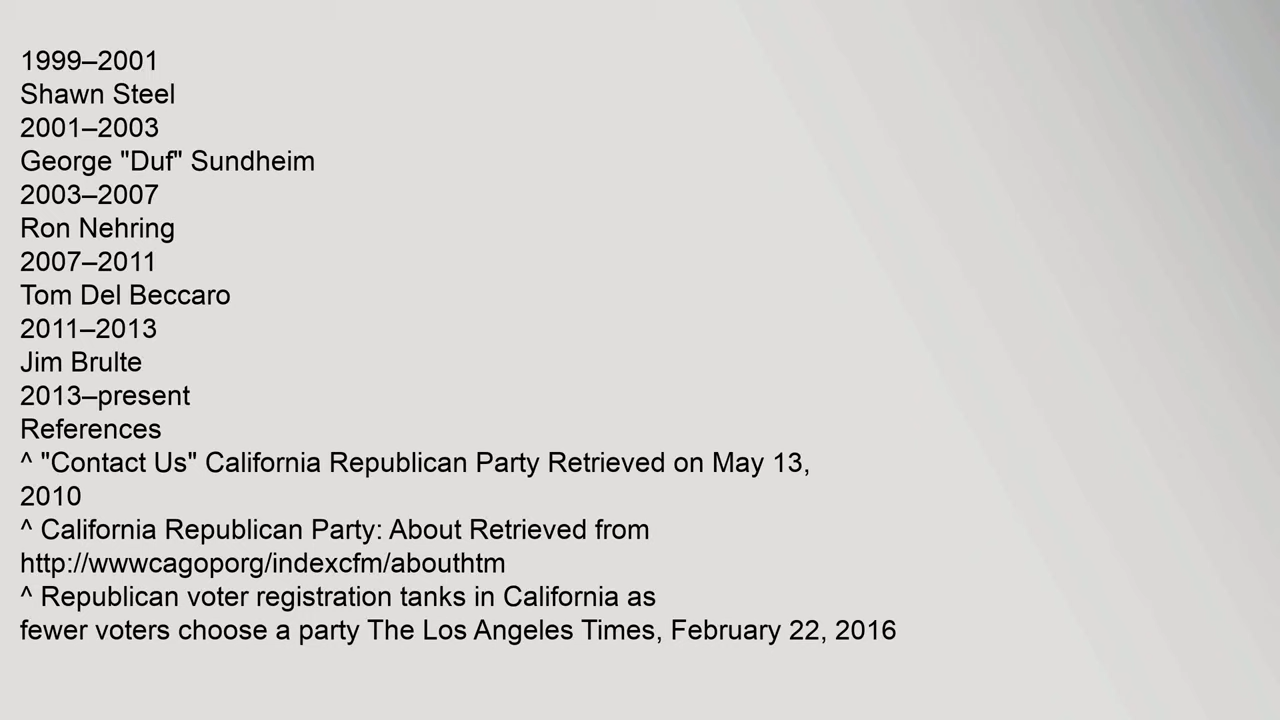 1999–2001
Shawn Steel
2001–2003
George "Duf" Sundheim
2003–2007
Ron Nehring
2007–2011
Tom Del Beccaro
2011–2013
Jim Brulte
2013–present
References
^ "Contact Us" California Republican Party Retrieved on May 13,
2010
^ California Republican Party: About Retrieved from
http://wwwcagoporg/indexcfm/abouthtm
^ Republican voter registration tanks in California as
fewer voters choose a party The Los Angeles Times, February 22, 2016